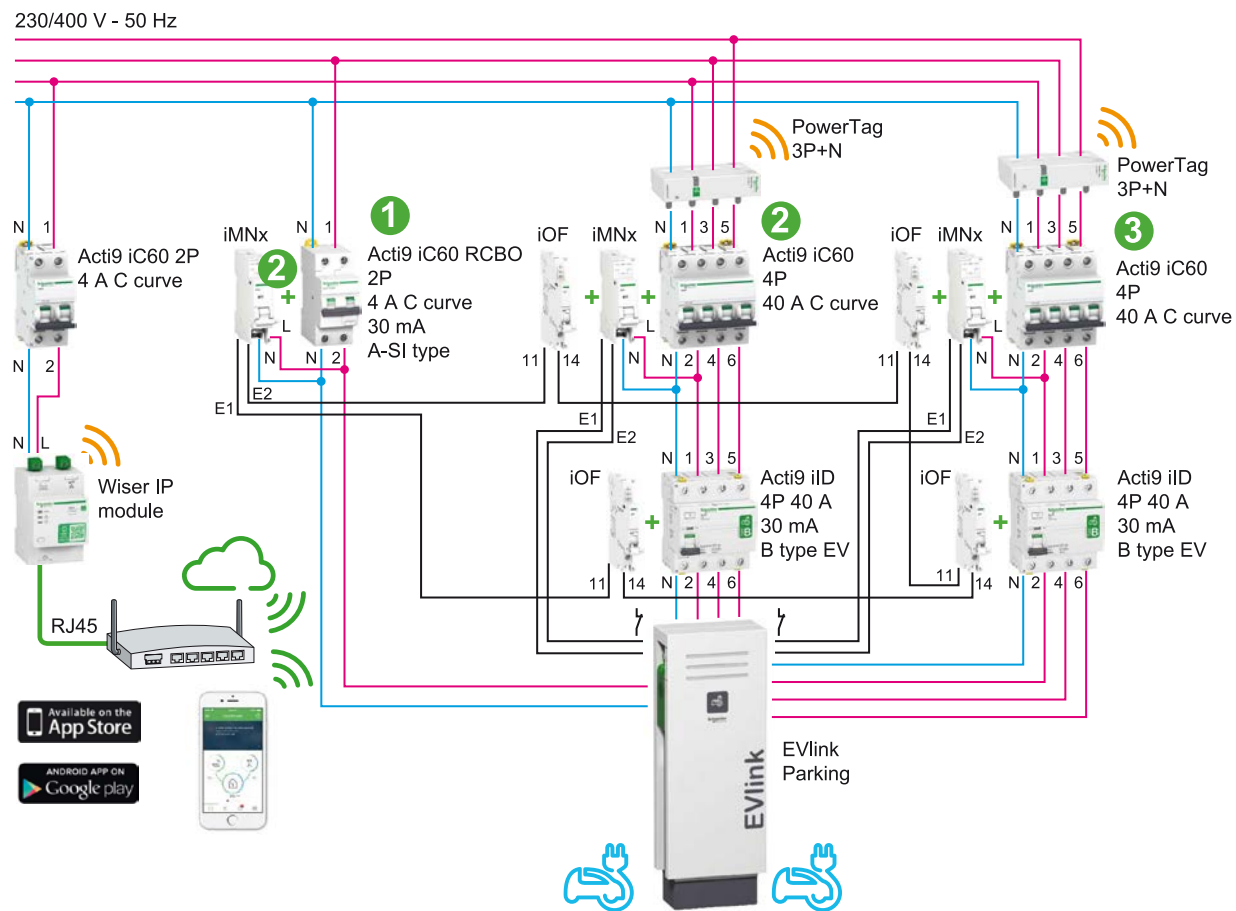 230/400 V - 50 Hz
PowerTag
3P+N
PowerTag
3P+N
N 1
Acti9 iC60 2P
4 A C curve
N 2
iMNx
2
+
L
N
E1
E2
N 1
1
Acti9 iC60 RCBO
2P
4 A C curve
30 mA
A-SI type
N 2
iOF
+
11 14
iMNx
+
L
N
E1
E2
N 1 3 5
2
Acti9 iC60
4P
40 A C curve
N 2 4 6
iOF
+
11 14
iMNx
+
L
N
E1
E2
N 1 3 5
3
Acti9 iC60
4P
40 A C curve
N 2 4 6
N L
Wiser IP
module
iOF
+
11 14
N 1 3 5
B
Acti9 iID
4P 40 A
30 mA
B type EV
N 2 4 6
iOF
+
11 14
N 1 3 5
B
Acti9 iID
4P 40 A
30 mA
B type EV
N 2 4 6
RJ45
Available on the
App Store
ANDROID APP ON
Google play
EVlink
EVlink
Parking